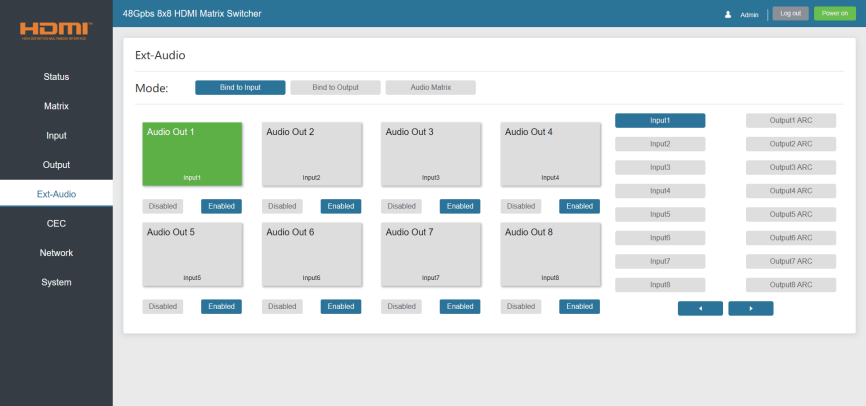 48Gpbs 8x8 HDMI Matrix Switcher
Admin
Log out
Power on
HDMI
HIGH DEFINITION MULTIMEDIA INTERFACE
Status
Matrix
Input
Output
Ext-Audio
CEC
Network
System
Ext-Audio
Mode:
Bind to Input
Bind to Output
Audio Matrix
Audio Out 1
Input1
Disabled
Enabled
Audio Out 2
Input2
Disabled
Enabled
Audio Out 3
Input3
Disabled
Enabled
Audio Out 4
Input4
Disabled
Enabled
Audio Out 5
Input5
Disabled
Enabled
Audio Out 6
Input6
Disabled
Enabled
Audio Out 7
Input7
Disabled
Enabled
Audio Out 8
Input8
Disabled
Enabled
Input1
Input2
Input3
Input4
Input5
Input6
Input7
Input8
Output1 ARC
Output2 ARC
Output3 ARC
Output4 ARC
Output5 ARC
Output6 ARC
Output7 ARC
Output8 ARC